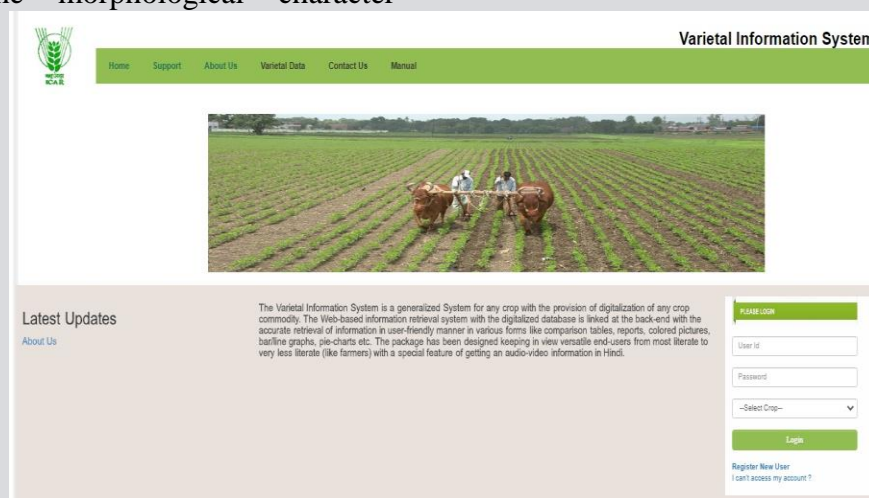 morphological character
Varietal Information System
Home Support About Us Varietal Data Contact Us Manual
ICAR
Latest Updates
About Us
The Varietal Information System is a generalized System for any crop with the provision of digitalization of any crop
commodity. The Web-based information retrieval system with the digitalized database is linked at the back-end with the
accurate retrieval of information in user-friendly manner in various forms like comparison tables, reports, colored pictures,
bar/line graphs, pie-charts etc. The package has been designed keeping in view versatile end-users from most literate to
very less literate (like farmers) with a special feature of getting an audio-video information in Hindi.
PLEASE LOGIN
User Id
Password
--Select Crop--
Login
Register New User
I can't access my account ?